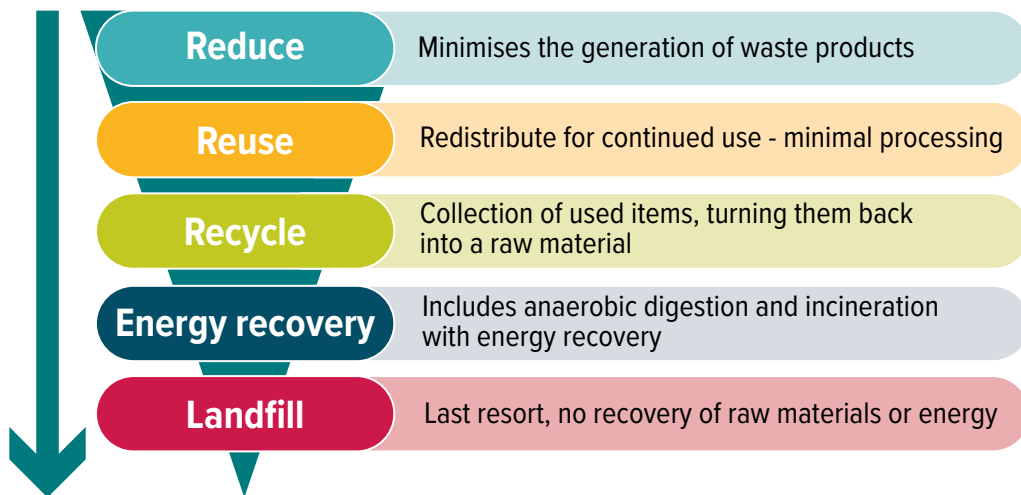 Reduce
Minimises the generation of waste products
Reuse
Redistribute for continued use - minimal processing
Recycle
Collection of used items, turning them back
into a raw material
Energy recovery
Includes anaerobic digestion and incineration
with energy recovery
Landfill
Last resort, no recovery of raw materials or energy